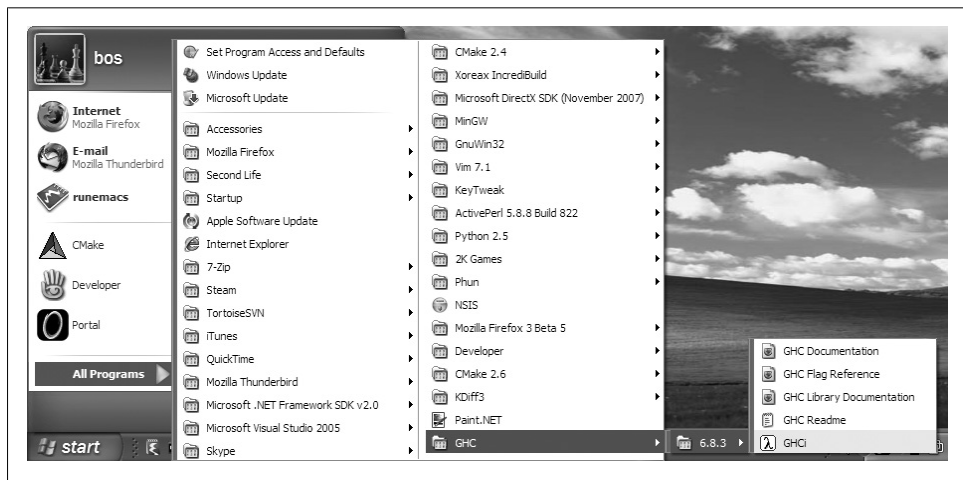 bos
Internet
Mozilla Firefox
E-mail
Mozilla Thunderbird
runemacs
CMake
Developer
Portal
All Programs
start
Set Program Access and Defaults
Windows Update
Microsoft Update
Accessories
Mozilla Firefox
Second Life
Startup
Apple Software Update
Internet Explorer
7-Zip
Steam
TortoiseSVN
iTunes
QuickTime
Mozilla Thunderbird
Microsoft .NET Framework SDK v2.0
Microsoft Visual Studio 2005
Skype
CMake 2.4
Xoreax IncrediBuild
Microsoft DirectX SDK (November 2007)
MinGW
GnuWin32
Vim 7.1
KeyTweak
ActivePerl 5.8.8 Build 822
Python 2.5
2K Games
Phun
NSIS
Mozilla Firefox 3 Beta 5
Developer
CMake 2.6
KDiff3
Paint.NET
GHC
6.8.3
GHC Documentation
GHC Flag Reference
GHC Library Documentation
GHC Readme
λ GHCi